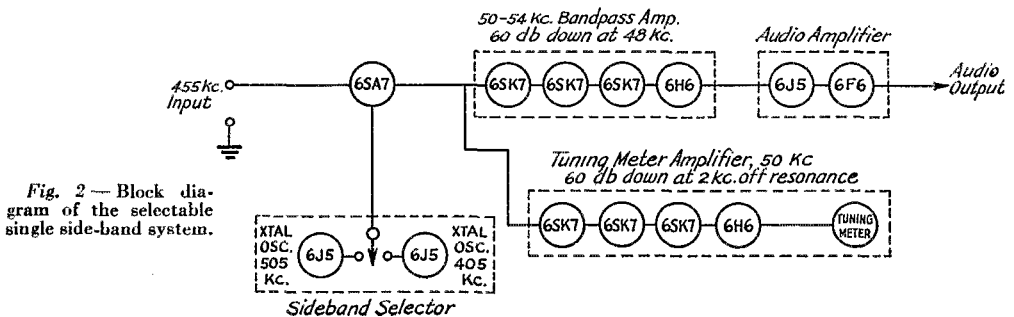 50-54 Kc. Bandpass Amp.
60 db down at 48 Kc.
Audio Amplifier
455 Kc.
Input
6SA7
6SK7
6SK7
6SK7
6H6
6J5
6F6
Audio
Output
Tuning Meter Amplifier, 50 Kc
60 db down at 2 kc. off resonance
6SK7
6SK7
6SK7
6H6
TUNING
METER
Fig. 2 — Block dia-
gram of the selectable
single side-band system.
XTAL
OSC.
505
Kc.
6J5
6J5
XTAL
OSC.
405
Kc.
Sideband Selector